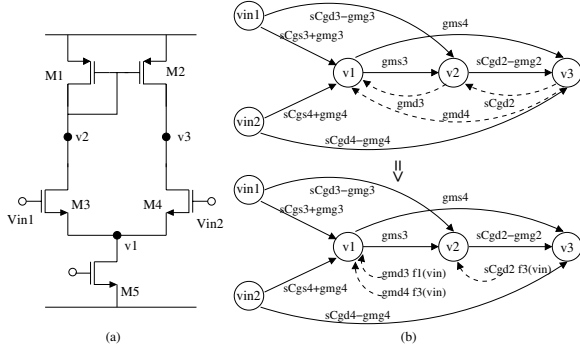 M1
M2
v2
v3
M3
M4
Vin1
Vin2
v1
M5
(a)
vin1
sCgd3-gmg3
sCgs3+gmg3
gms4
v1
gms3
v2
sCgd2-gmg2
v3
gmd3
sCgd2
gmd4
vin2
sCgs4+gmg4
sCgd4-gmg4
=>
vin1
sCgd3-gmg3
sCgs3+gmg3
gms4
v1
gms3
v2
sCgd2-gmg2
v3
gmd3 f1(vin)
sCgd2 f3(vin)
gmd4 f3(vin)
sCgs4+gmg4
vin2
sCgd4-gmg4
(b)